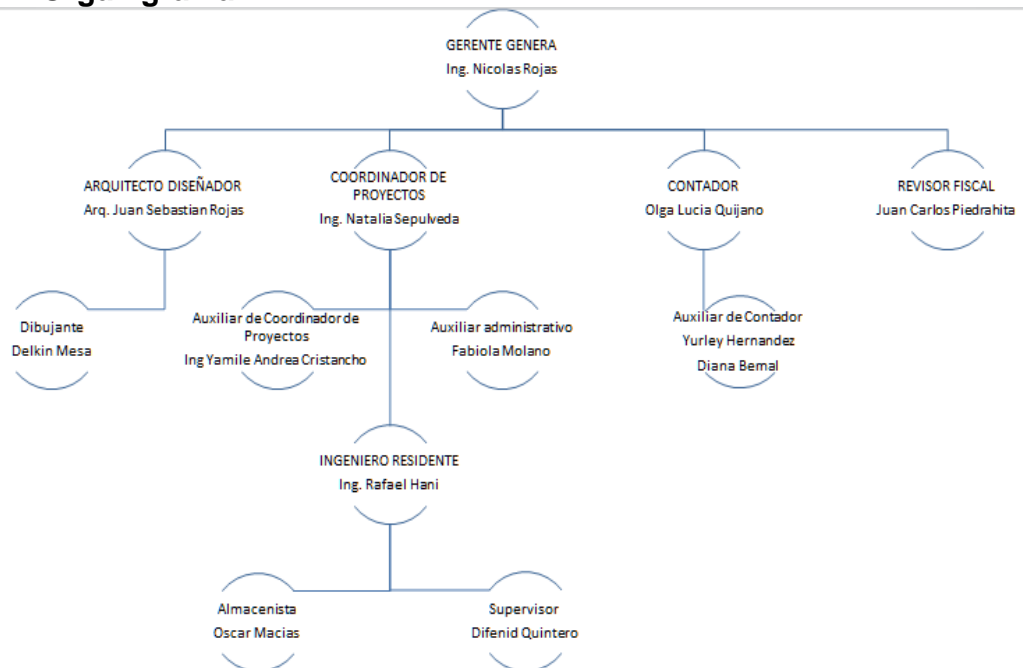 GERENTE GENERA
Ing. Nicolas Rojas
ARQUITECTO DISEÑADOR
Arq. Juan Sebastian Rojas
COORDINADOR DE
PROYECTOS
Ing. Natalia Sepulveda
CONTADOR
Olga Lucia Quijano
REVISOR FISCAL
Juan Carlos Piedrahita
Dibujante
Delkin Mesa
Auxiliar de Coordinador de
Proyectos
Ing Yamile Andrea Cristancho
Auxiliar administrativo
Fabiola Molano
Auxiliar de Contador
Yurley Hernandez
Diana Bernal
INGENIERO RESIDENTE
Ing. Rafael Hani
Almacenista
Oscar Macias
Supervisor
Difenid Quintero